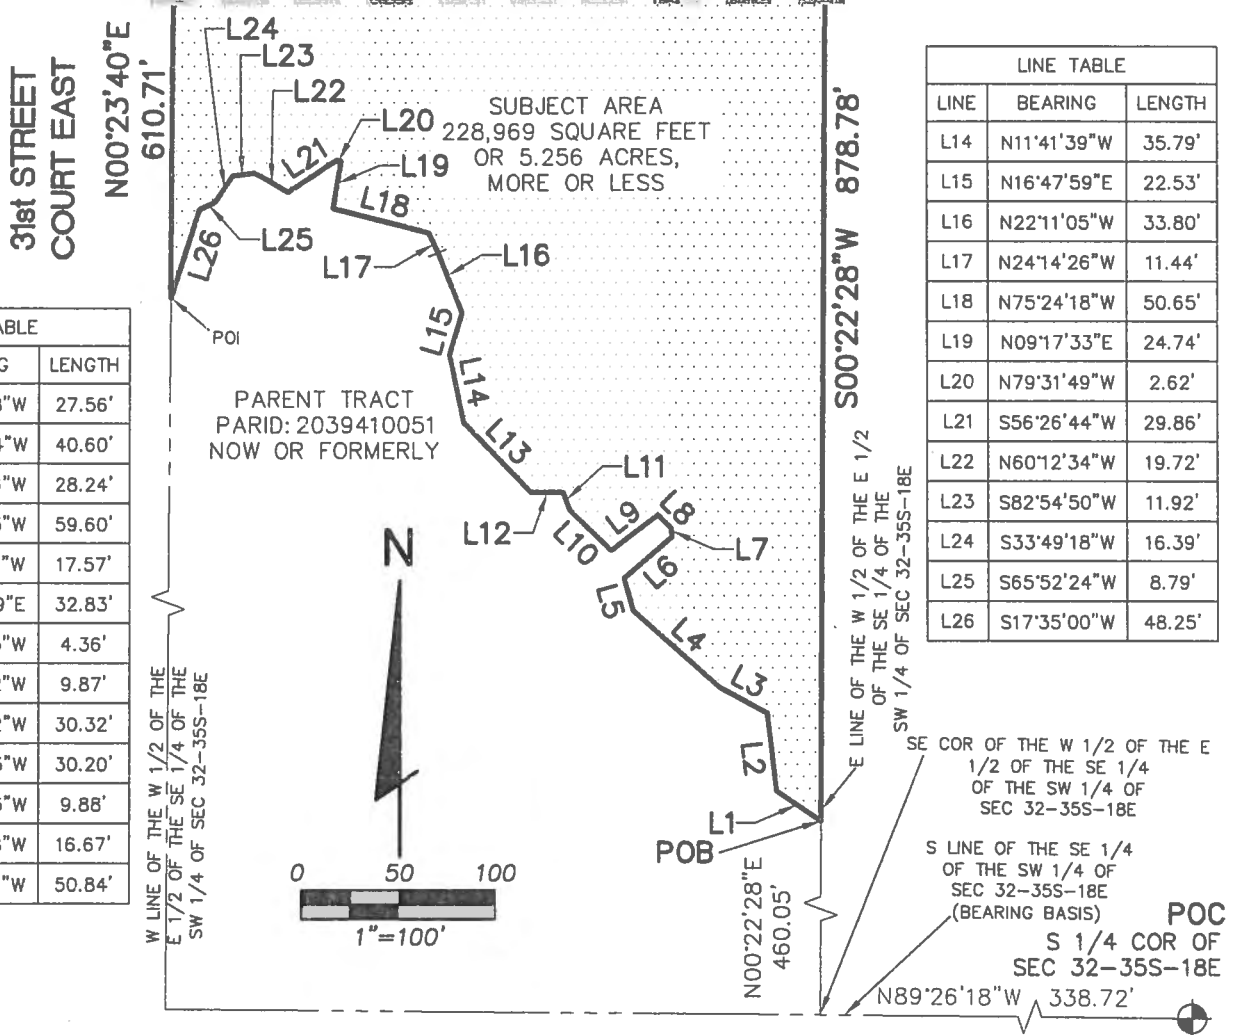 31st STREET
COURT EAST
N00°23'40"E
610.71'
L24
L23
L22
L21
L20
L19
L18
L25
L26
L17
L16
L15
L14
L13
L12
L11
L10
L9
L8
L7
L6
L5
L4
L3
L2
L1
SUBJECT AREA
228,969 SQUARE FEET
OR 5.256 ACRES,
MORE OR LESS
S00°22'28"W 878.78'
POI
PARENT TRACT
PARID: 2039410051
NOW OR FORMERLY
N
0 50 100
1"=100'
POB
N00°22'28"E
460.05'
W LINE OF THE W 1/2 OF THE
E 1/2 OF THE SE 1/4 OF THE
SW 1/4 OF SEC 32-35S-18E
E LINE OF THE W 1/2 OF THE E 1/2
OF THE SE 1/4 OF THE
SW 1/4 OF SEC 32-35S-18E
SE COR OF THE W 1/2 OF THE E
1/2 OF THE SE 1/4
OF THE SW 1/4 OF
SEC 32-35S-18E
S LINE OF THE SE 1/4
OF THE SW 1/4 OF
SEC 32-35S-18E
(BEARING BASIS)
POC
S 1/4 COR OF
SEC 32-35S-18E
N89°26'18"W 338.72'
ABLE
G LENGTH
"W 27.56'
"W 40.60'
"W 28.24'
"W 59.60'
"W 17.57'
9"E 32.83'
"W 4.36'
"W 9.87'
"W 30.32'
"W 30.20'
"W 9.88'
"W 16.67'
"W 50.84'
LINE TABLE
LINE BEARING LENGTH
L14 N11°41'39"W 35.79'
L15 N16°47'59"E 22.53'
L16 N22°11'05"W 33.80'
L17 N24°14'26"W 11.44'
L18 N75°24'18"W 50.65'
L19 N09°17'33"E 24.74'
L20 N79°31'49"W 2.62'
L21 S56°26'44"W 29.86'
L22 N60°12'34"W 19.72'
L23 S82°54'50"W 11.92'
L24 S33°49'18"W 16.39'
L25 S65°52'24"W 8.79'
L26 S17°35'00"W 48.25'